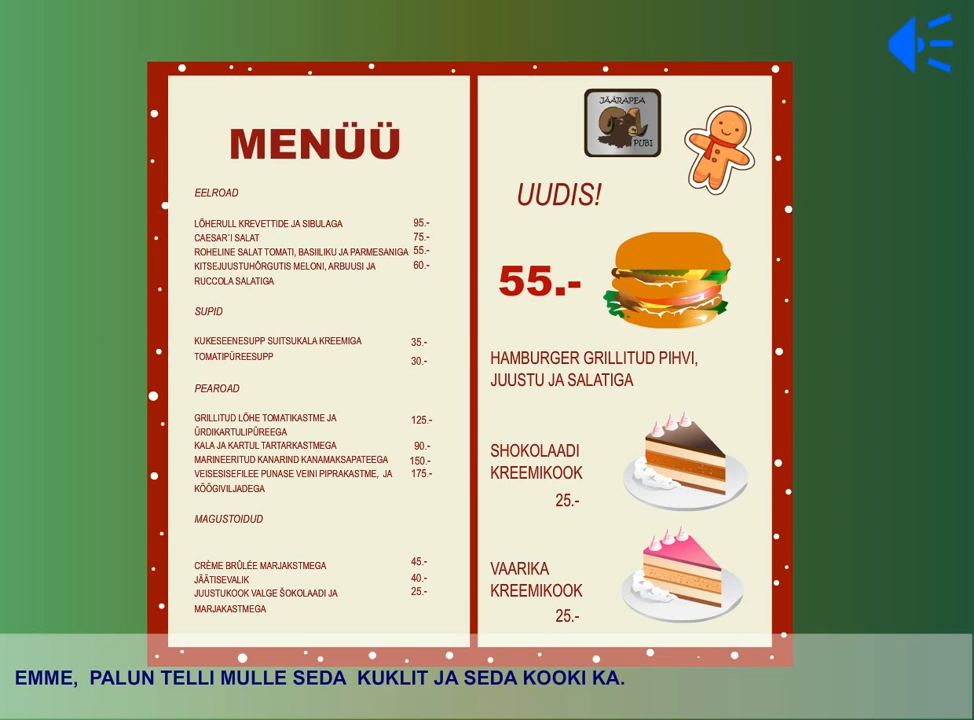 MENÜÜ
EELROAD
LÕHERULL KREVETTIDE JA SIBULAGA 95.-
CAESAR´I SALAT 75.-
ROHELINE SALAT TOMATI, BASIILIKU JA PARMESANIGA 55.-
KITSEJUUSTUHÕRGUTIS MELONI, ARBUUSI JA 60.-
RUCCOLA SALATIGA
SUPID
KUKESEENESUPP SUITSUKALA KREEMIGA 35.-
TOMATIPÜREESUPP 30.-
PEAROAD
GRILLITUD LÕHE TOMATIKASTME JA 125.-
ÜRDIKARTULIPÜREEGA
KALA JA KARTUL TARTARKASTMEGA 90.-
MARINEERITUD KANARIND KANAMAKSAPATEEGA 150.-
VEISESISEFILEE PUNASE VEINI PIPRAKASTME, JA 175.-
KÖÖGIVILJADEGA
MAGUSTOIDUD
CRÈME BRÛLÉE MARJAKSTMEGA 45.-
JÄÄTISEVALIK 40.-
JUUSTUKOOK VALGE ŠOKOLAADI JA 25.-
MARJAKASTMEGA
JÄÄRAPEA
PUBI
UUDIS!
55.-
HAMBURGER GRILLITUD PIHVI,
JUUSTU JA SALATIGA
SHOKOLAADI
KREEMIKOOK
25.-
VAARIKA
KREEMIKOOK
25.-
EMME, PALUN TELLI MULLE SEDA KUKLIT JA SEDA KOOKI KA.